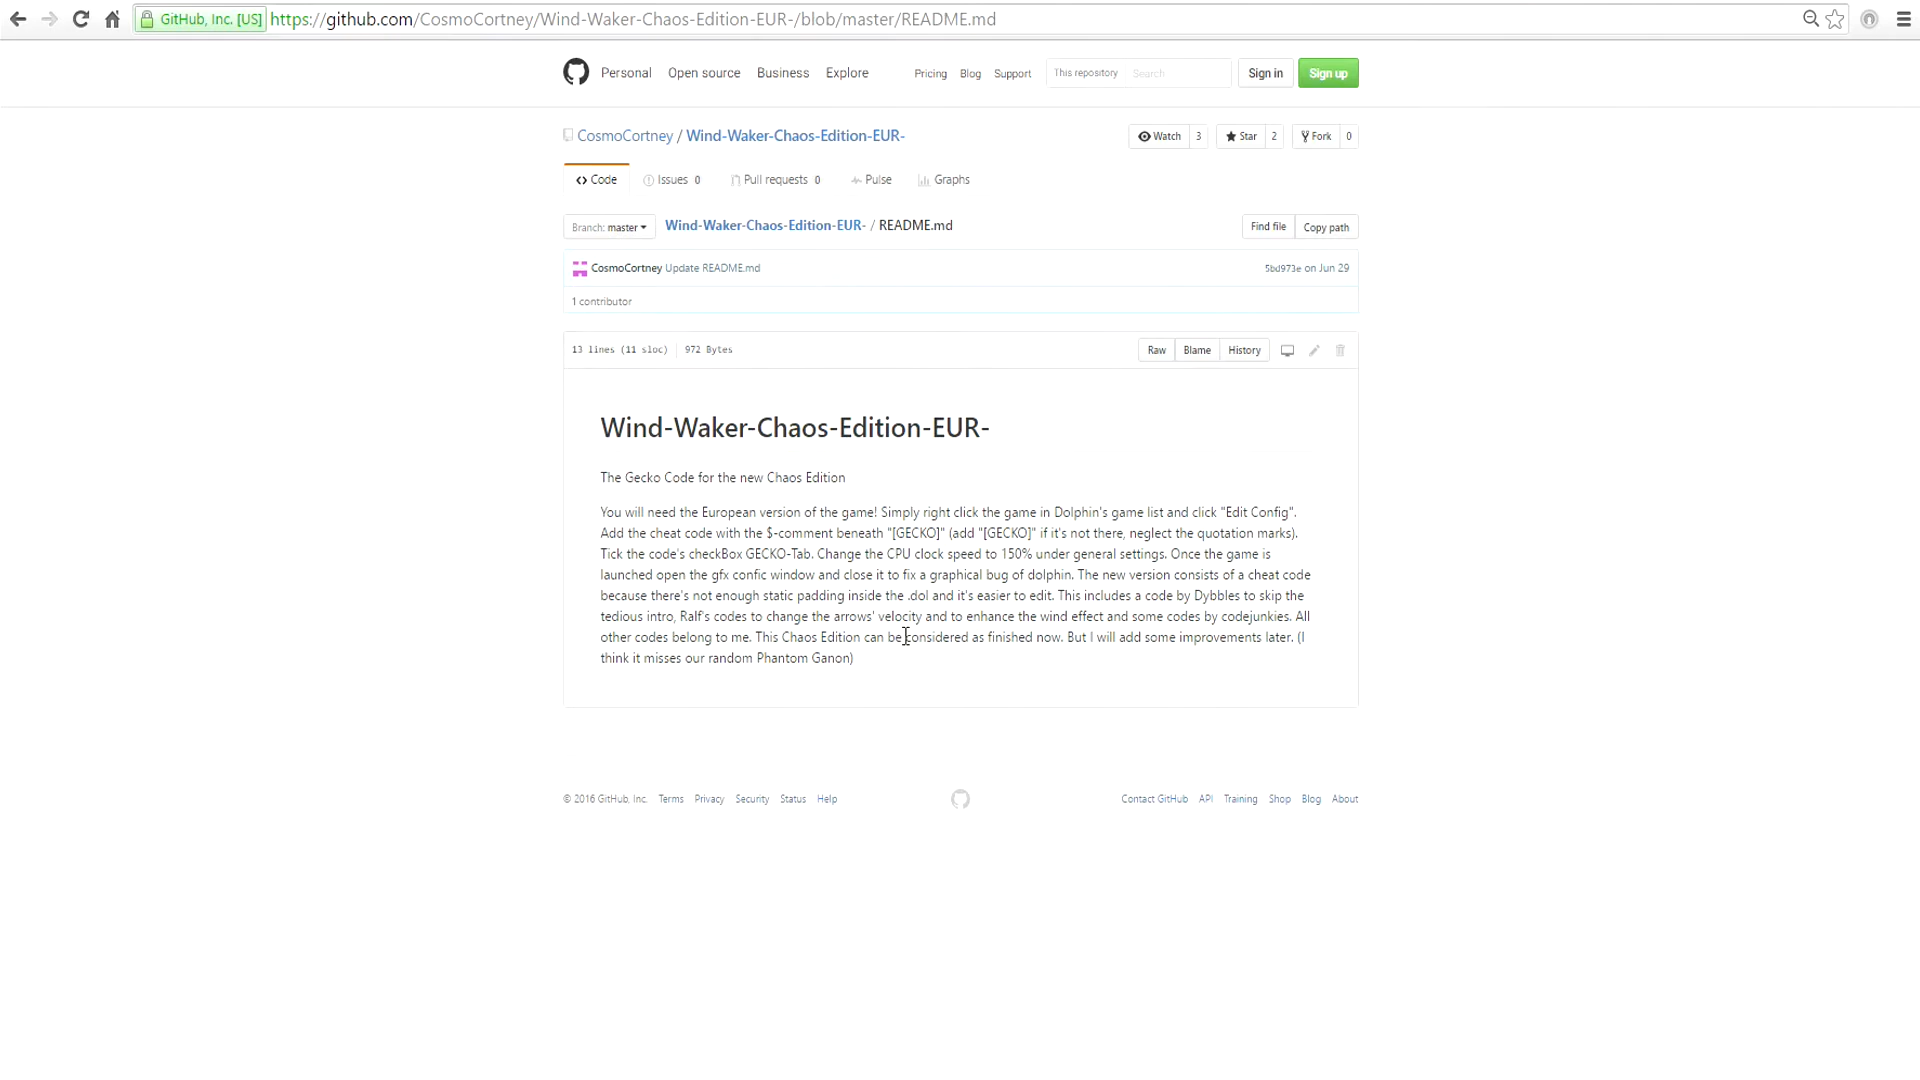 GitHub, Inc. [US] https://github.com/CosmoCortney/Wind-Waker-Chaos-Edition-EUR-/blob/master/README.md
Personal Open source Business Explore Pricing Blog Support This repository Search Sign in Sign up
CosmoCortney / Wind-Waker-Chaos-Edition-EUR- Watch 3 Star 2 Fork 0
Code Issues 0 Pull requests 0 Pulse Graphs
Branch: master Wind-Waker-Chaos-Edition-EUR- / README.md Find file Copy path
CosmoCortney Update README.md 5bd973e on Jun 29
1 contributor
13 lines (11 sloc) 972 Bytes Raw Blame History
Wind-Waker-Chaos-Edition-EUR-
The Gecko Code for the new Chaos Edition
You will need the European version of the game! Simply right click the game in Dolphin's game list and click "Edit Config".
Add the cheat code with the $-comment beneath "[GECKO]" (add "[GECKO]" if it's not there, neglect the quotation marks).
Tick the code's checkBox GECKO-Tab. Change the CPU clock speed to 150% under general settings. Once the game is
launched open the gfx confic window and close it to fix a graphical bug of dolphin. The new version consists of a cheat code
because there's not enough static padding inside the .dol and it's easier to edit. This includes a code by Dybbles to skip the
tedious intro, Ralf's codes to change the arrows' velocity and to enhance the wind effect and some codes by codejunkies. All
other codes belong to me. This Chaos Edition can be considered as finished now. But I will add some improvements later. (I
think it misses our random Phantom Ganon)
© 2016 GitHub, Inc. Terms Privacy Security Status Help Contact GitHub API Training Shop Blog About